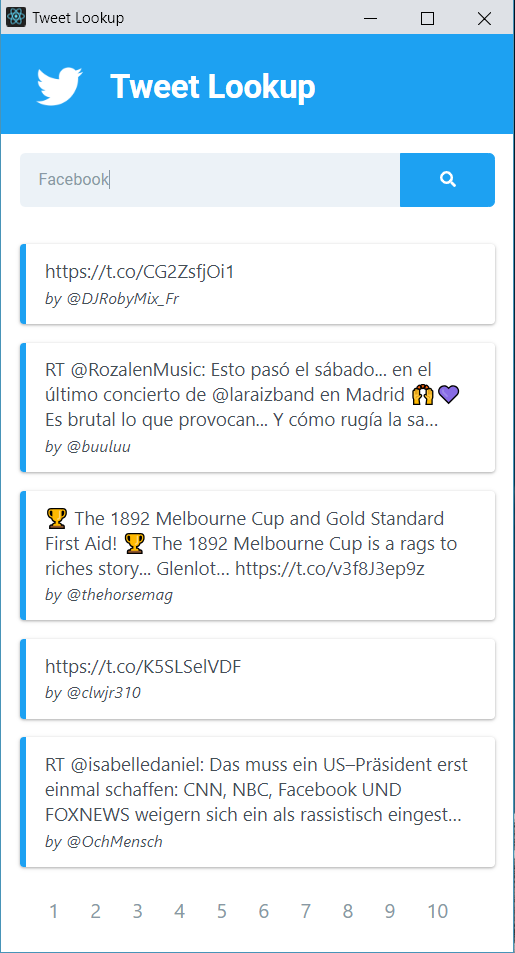 Tweet Lookup
Tweet Lookup
Facebook
https://t.co/CG2ZsfjOi1
by @DJRobyMix_Fr
RT @RozalenMusic: Esto pasó el sábado... en el
último concierto de @laraizband en Madrid 🙌💜
Es brutal lo que provocan... Y cómo rugía la sa…
by @buuluu
🏆 The 1892 Melbourne Cup and Gold Standard
First Aid! 🏆 The 1892 Melbourne Cup is a rags to
riches story... Glenlot… https://t.co/v3f8J3ep9z
by @thehorsemag
https://t.co/K5SLSelVDF
by @clwjr310
RT @isabelledaniel: Das muss ein US–Präsident erst
einmal schaffen: CNN, NBC, Facebook UND
FOXNEWS weigern sich ein als rassistisch eingest…
by @OchMensch
1 2 3 4 5 6 7 8 9 10